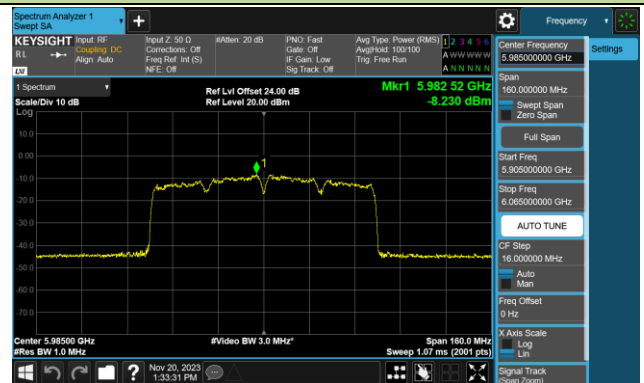 Spectrum Analyzer 1
Swept SA
Frequency
KEYSIGHT
RL
Input: RF
Coupling: DC
Align: Auto
Input Z: 50 Ω
Corrections: Off
Freq Ref: Int (S)
NFE: Off
#Atten: 20 dB
PNO: Fast
Gate: Off
IF Gain: Low
Sig Track: Off
Avg Type: Power (RMS)
Avg|Hold: 100/100
Trig: Free Run
1 2 3 4 5 6
A W W W W W
A N N N N N
1 Spectrum
Scale/Div 10 dB
Log
Ref Lvl Offset 24.00 dB
Ref Level 20.00 dBm
Mkr1 5.982 52 GHz
-8.230 dBm
10.0
0.00
-10.0
-20.0
-30.0
-40.0
-50.0
-60.0
-70.0
1
Center 5.98500 GHz
#Res BW 1.0 MHz
#Video BW 3.0 MHz*
Span 160.0 MHz
Sweep 1.07 ms (2001 pts)
Nov 20, 2023
1:33:31 PM
Center Frequency
5.985000000 GHz
Settings
Span
160.000000 MHz
Swept Span
Zero Span
Full Span
Start Freq
5.905000000 GHz
Stop Freq
6.065000000 GHz
AUTO TUNE
CF Step
16.000000 MHz
Auto
Man
Freq Offset
0 Hz
X Axis Scale
Log
Lin
Signal Track
(Span Zoom)